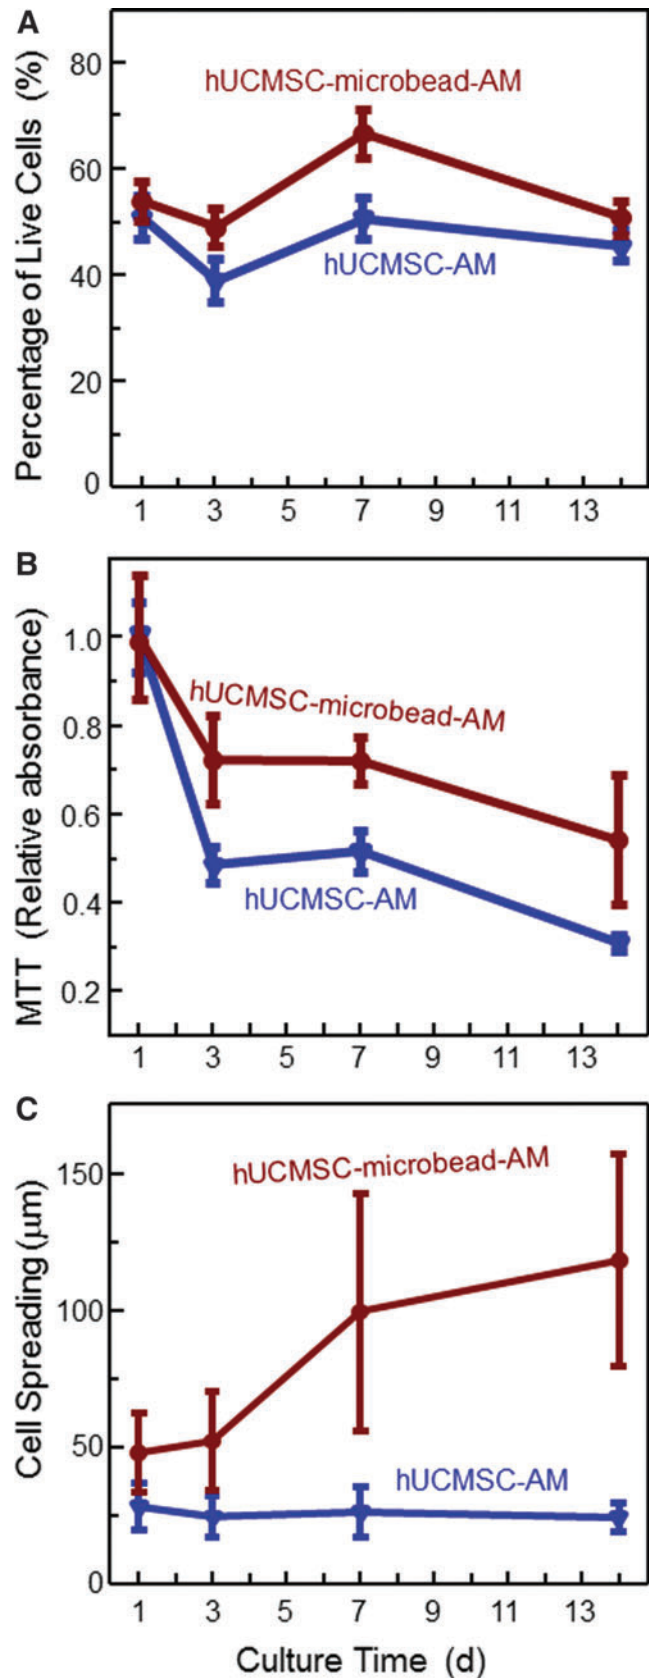 A
Percentage of Live Cells (%)
80
60
40
20
0
hUCMSC-microbead-AM
hUCMSC-AM
1 3 5 7 9 11 13
B
MTT (Relative absorbance)
1.0
0.8
0.6
0.4
0.2
hUCMSC-microbead-AM
hUCMSC-AM
1 3 5 7 9 11 13
C
Cell Spreading (μm)
150
100
50
0
hUCMSC-microbead-AM
hUCMSC-AM
1 3 5 7 9 11 13
Culture Time (d)